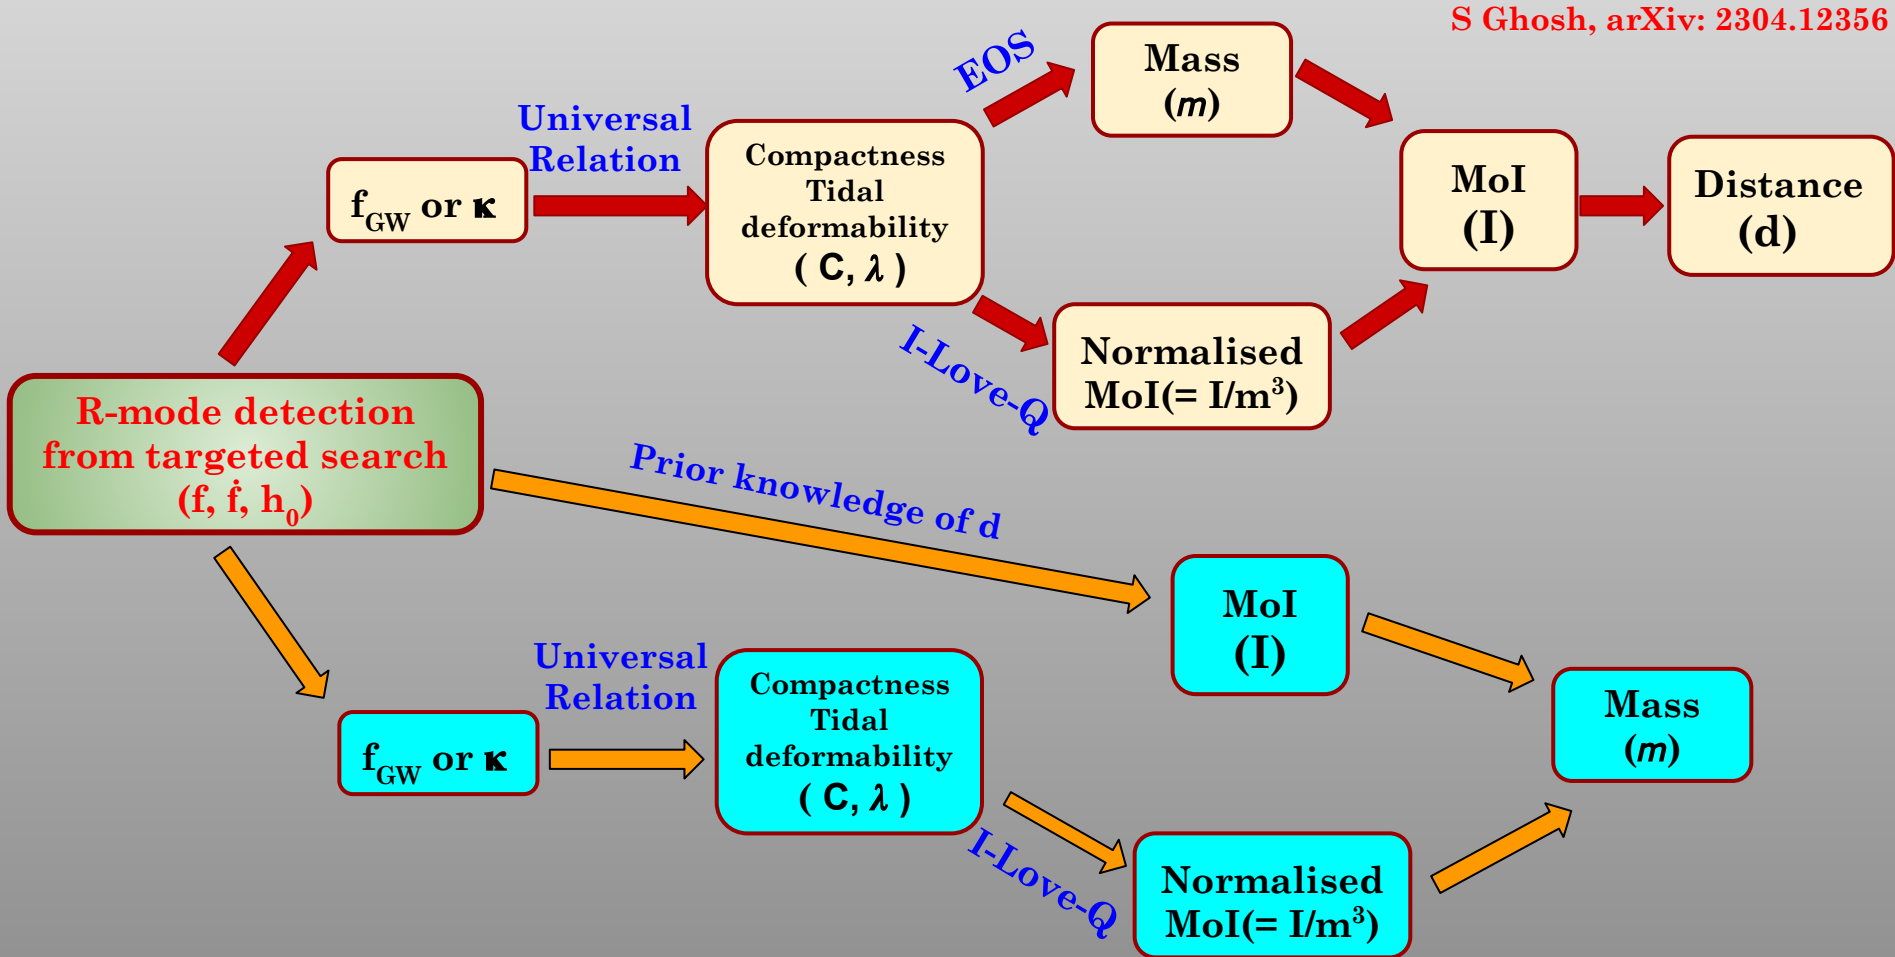 S Ghosh, arXiv: 2304.12356
EOS
Mass
(m)
Universal
Relation
Compactness
Tidal
deformability
( C, λ )
f_GW or κ
MoI
(I)
Distance
(d)
I-Love-Q
Normalised
MoI(= I/m³)
R-mode detection
from targeted search
(f, ḟ, h₀)
Prior knowledge of d
MoI
(I)
Universal
Relation
Compactness
Tidal
deformability
( C, λ )
f_GW or κ
Mass
(m)
I-Love-Q
Normalised
MoI(= I/m³)